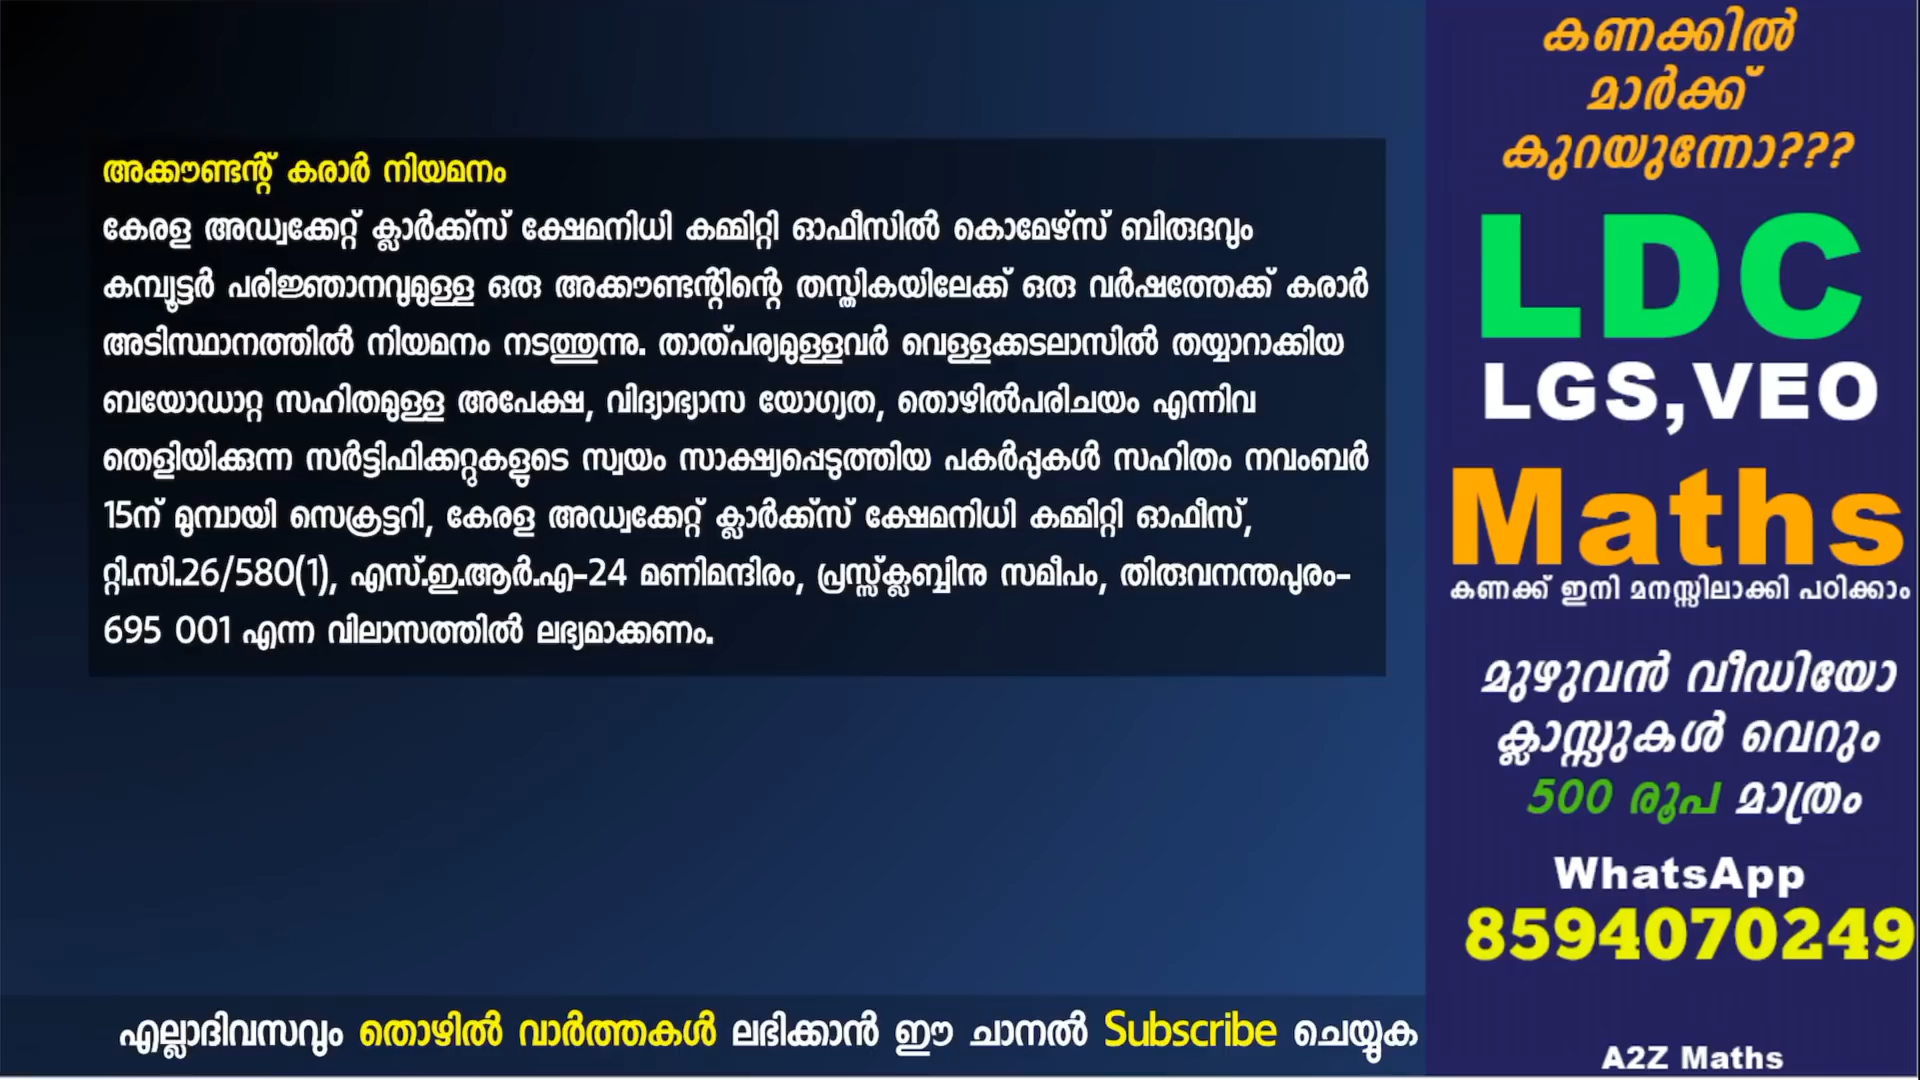 അക്കൗണ്ടന്റ് കരാർ നിയമനം
കേരള അഡ്വക്കേറ്റ് ക്ലാർക്ക്സ് ക്ഷേമനിധി കമ്മിറ്റി ഓഫീസിൽ കൊമേഴ്സ് ബിരുദവും
കമ്പ്യൂട്ടർ പരിജ്ഞാനവുമുള്ള ഒരു അക്കൗണ്ടന്റിന്റെ തസ്തികയിലേക്ക് ഒരു വർഷത്തേക്ക് കരാർ
അടിസ്ഥാനത്തിൽ നിയമനം നടത്തുന്നു. താത്പര്യമുള്ളവർ വെള്ളക്കടലാസിൽ തയ്യാറാക്കിയ
ബയോഡാറ്റ സഹിതമുള്ള അപേക്ഷ, വിദ്യാഭ്യാസ യോഗ്യത, തൊഴിൽപരിചയം എന്നിവ
തെളിയിക്കുന്ന സർട്ടിഫിക്കറ്റുകളുടെ സ്വയം സാക്ഷ്യപ്പെടുത്തിയ പകർപ്പുകൾ സഹിതം നവംബർ
15ന് മുമ്പായി സെക്രട്ടറി, കേരള അഡ്വക്കേറ്റ് ക്ലാർക്ക്സ് ക്ഷേമനിധി കമ്മിറ്റി ഓഫീസ്,
റ്റി.സി.26/580(1), എസ്.ഇ.ആർ.എ-24 മണിമന്ദിരം, പ്രസ്സ്ക്ലബ്ബിനു സമീപം, തിരുവനന്തപുരം-
695 001 എന്ന വിലാസത്തിൽ ലഭ്യമാക്കണം.
എല്ലാദിവസവും തൊഴിൽ വാർത്തകൾ ലഭിക്കാൻ ഈ ചാനൽ Subscribe ചെയ്യുക
കണക്കിൽ
മാർക്ക്
കുറയുന്നോ???
LDC
LGS,VEO
Maths
കണക്ക് ഇനി മനസ്സിലാക്കി പഠിക്കാം
മുഴുവൻ വീഡിയോ
ക്ലാസ്സുകൾ വെറും
500 രൂപ മാത്രം
WhatsApp
8594070249
A2Z Maths